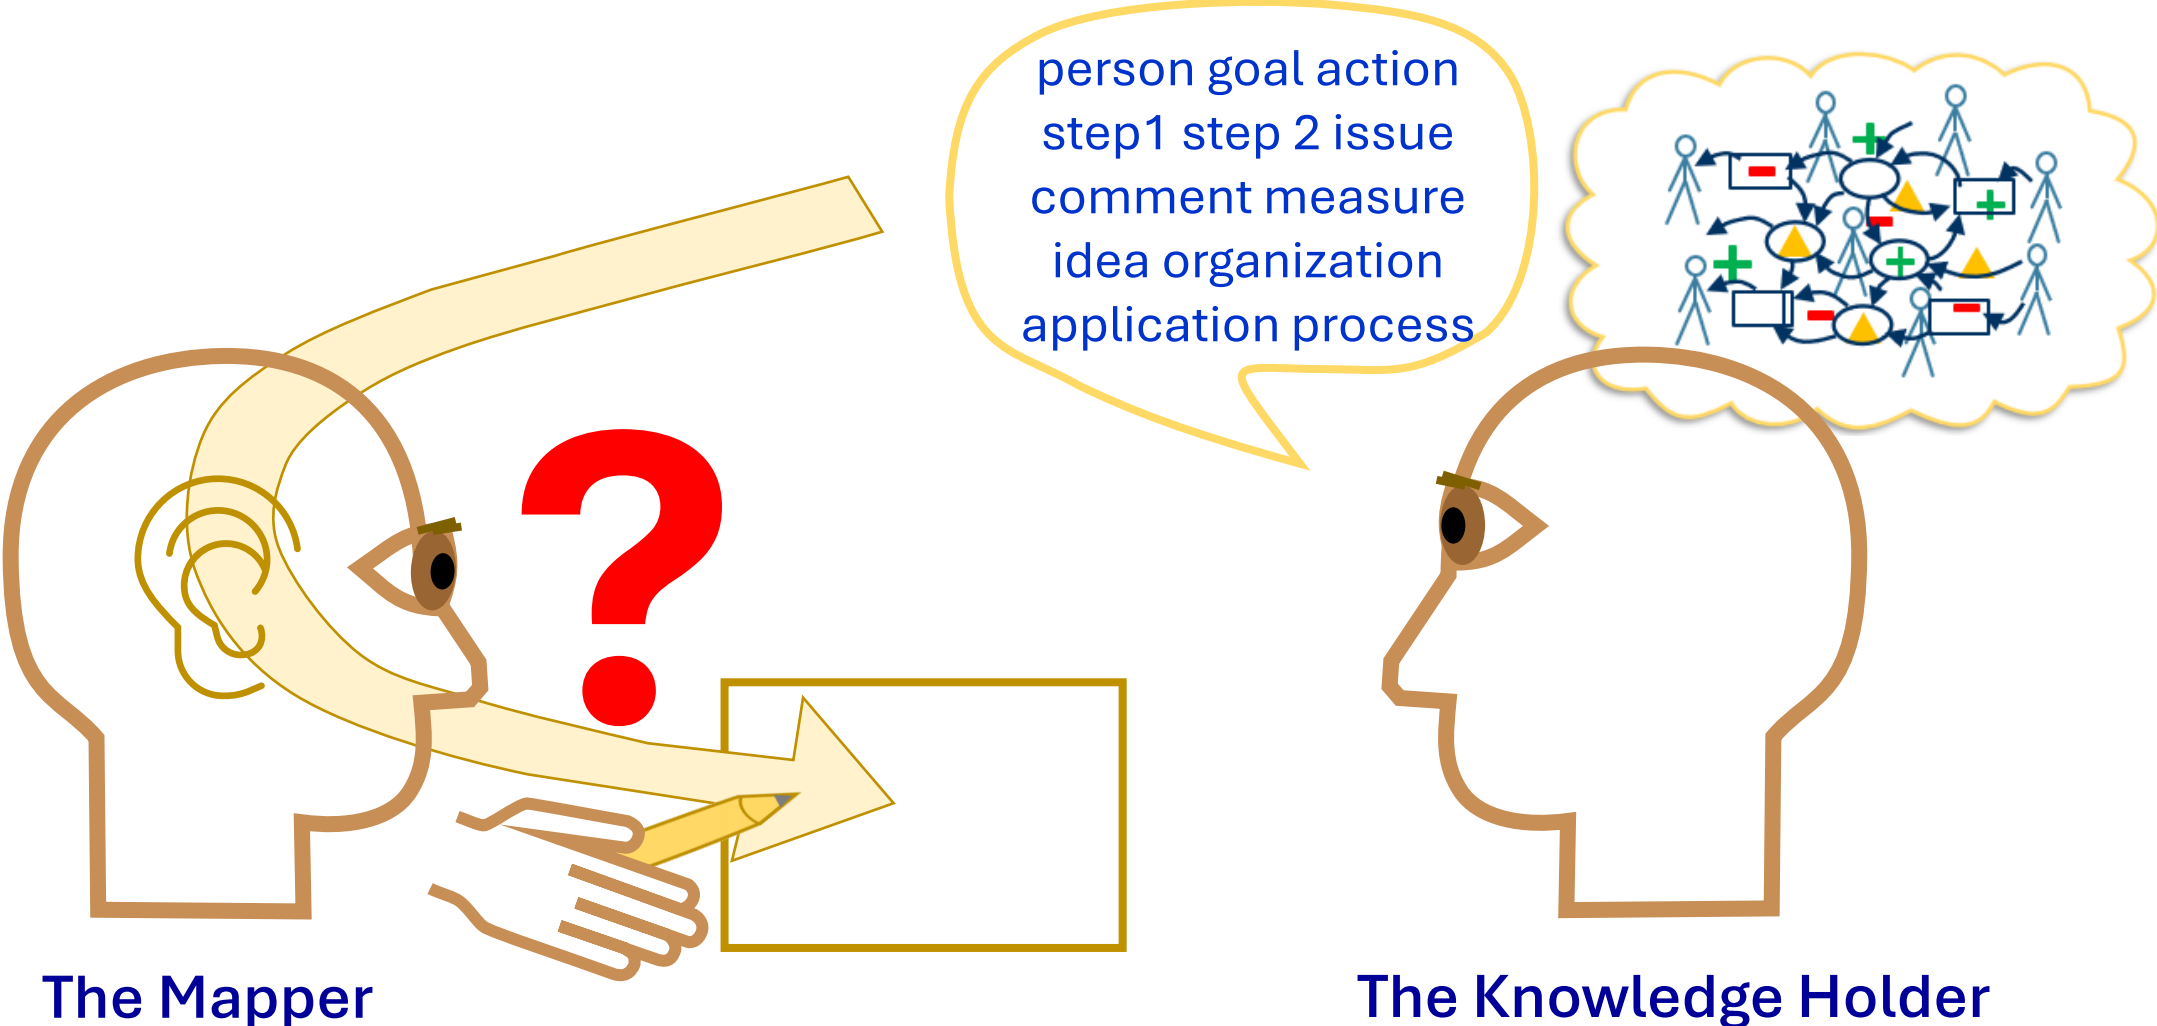 person goal action
step1 step 2 issue
comment measure
idea organization
application process
?
The Mapper
The Knowledge Holder